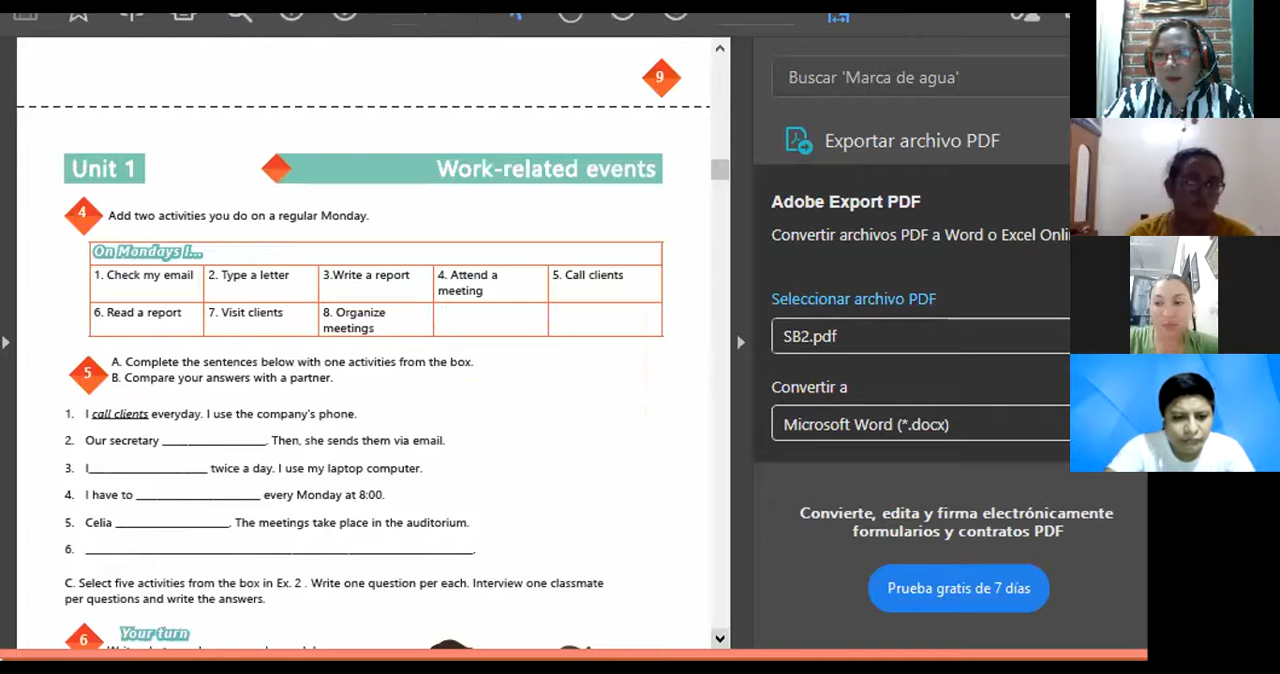 9
Unit 1
Work-related events
4
Add two activities you do on a regular Monday.
On Mondays I...
1. Check my email
2. Type a letter
3.Write a report
4. Attend a
meeting
5. Call clients
6. Read a report
7. Visit clients
8. Organize
meetings
5
A. Complete the sentences below with one activities from the box.
B. Compare your answers with a partner.
1. I call clients everyday. I use the company's phone.
2. Our secretary ________________. Then, she sends them via email.
3. I__________________ twice a day. I use my laptop computer.
4. I have to ___________________ every Monday at 8:00.
5. Celia _________________. The meetings take place in the auditorium.
6. ___________________________________________________________.
C. Select five activities from the box in Ex. 2 . Write one question per each. Interview one classmate
per questions and write the answers.
6
Your turn
Buscar 'Marca de agua'
Exportar archivo PDF
Adobe Export PDF
Convertir archivos PDF a Word o Excel Onli
Seleccionar archivo PDF
SB2.pdf
Convertir a
Microsoft Word (*.docx)
Convierte, edita y firma electrónicamente
formularios y contratos PDF
Prueba gratis de 7 días